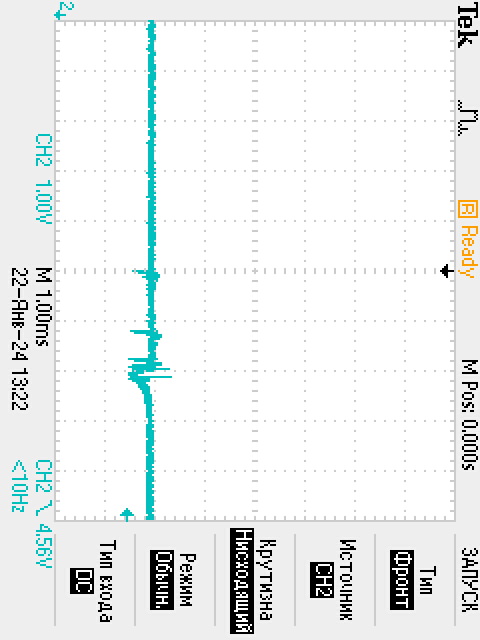 Tek
R Ready
M Pos: 0.000s
ЗАПУСК
Тип
Фронт
Источник
CH2
Крутизна
Нисходящий
Режим
Обычн.
Тип входа
DC
2
CH2 1.00V
M 1.00ms
CH2 \ 4.56V
22-Янв-24 13:22
<10Hz